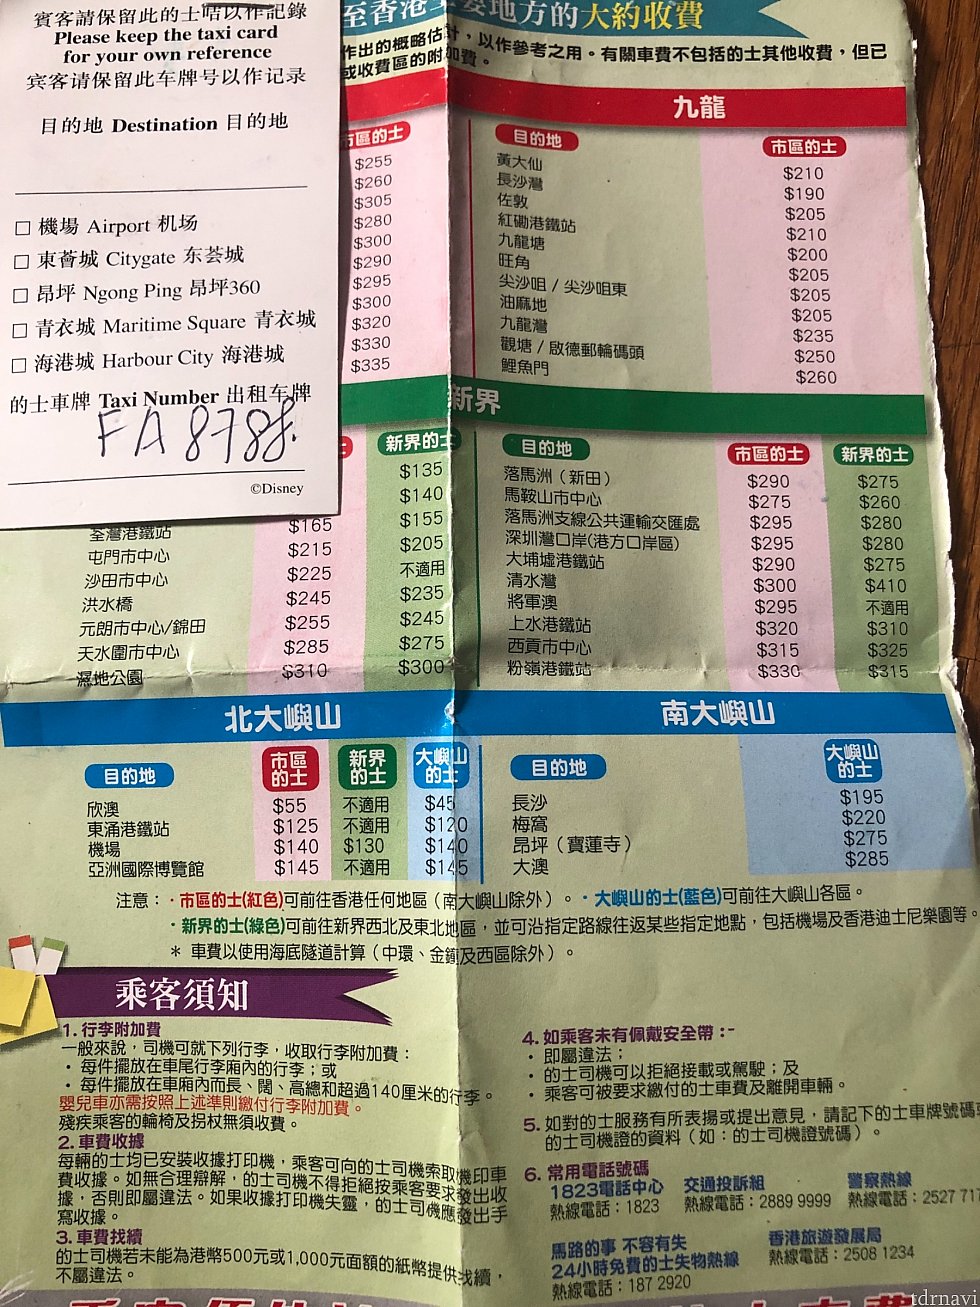 賓客請保留此的士咭以作記錄
Please keep the taxi card
for your own reference
宾客请保留此车牌号以作记录
目的地 Destination 目的地
□ 機場 Airport 机场
□ 東薈城 Citygate 东荟城
□ 昂坪 Ngong Ping 昂坪360
□ 青衣城 Maritime Square 青衣城
□ 海港城 Harbour City 海港城
的士車牌 Taxi Number 出租车牌
FA 8788
©Disney
至香港主要地方的大約收費
作出的概略估計，以作參考之用。有關車費不包括的士其他收費，但已
或收費區的附加費。
市區的士
$255
$260
$305
$280
$300
$290
$295
$300
$320
$330
$335
九龍
目的地 市區的士
黃大仙 $210
長沙灣 $190
佐敦 $205
紅磡港鐵站 $210
九龍塘 $200
旺角 $205
尖沙咀 / 尖沙咀東 $205
油麻地 $205
九龍灣 $235
觀塘 / 啟德郵輪碼頭 $250
鯉魚門 $260
新界
新界的士
$135
$140
荃灣港鐵站 $165 $155
屯門市中心 $215 $205
沙田市中心 $225 不適用
洪水橋 $245 $235
元朗市中心/錦田 $255 $245
天水圍市中心 $285 $275
濕地公園 $310 $300
目的地 市區的士 新界的士
落馬洲（新田） $290 $275
馬鞍山市中心 $275 $260
落馬洲支線公共運輸交匯處 $295 $280
深圳灣口岸(港方口岸區) $295 $280
大埔墟港鐵站 $290 $275
清水灣 $300 $410
將軍澳 $295 不適用
上水港鐵站 $320 $310
西貢市中心 $315 $325
粉嶺港鐵站 $330 $315
北大嶼山
目的地 市區的士 新界的士 大嶼山的士
欣澳 $55 不適用 $45
東涌港鐵站 $125 不適用 $120
機場 $140 $130 $140
亞洲國際博覽館 $145 不適用 $145
南大嶼山
目的地 大嶼山的士
長沙 $195
梅窩 $220
昂坪（寶蓮寺） $275
大澳 $285
注意：· 市區的士(紅色)可前往香港任何地區（南大嶼山除外）。· 大嶼山的士(藍色)可前往大嶼山各區。
· 新界的士(綠色)可前往新界西北及東北地區，並可沿指定路線往返某些指定地點，包括機場及香港迪士尼樂園等。
* 車費以使用海底隧道計算（中環、金鐘及西區除外）。
乘客須知
1. 行李附加費
一般來說，司機可就下列行李，收取行李附加費：
· 每件擺放在車尾行李廂內的行李；或
· 每件擺放在車廂內而長、闊、高總和超過140厘米的行李。
嬰兒車亦需按照上述準則繳付行李附加費。
殘疾乘客的輪椅及拐杖無須收費。
2. 車費收據
每輛的士均已安裝收據打印機，乘客可向的士司機索取機印車
費收據。如無合理辯解，的士司機不得拒絕按乘客要求發出收
據，否則即屬違法。如果收據打印機失靈，的士司機應發出手
寫收據。
3. 車費找續
的士司機若未能為港幣500元或1,000元面額的紙幣提供找續，
不屬違法。
4. 如乘客未有佩戴安全帶：-
· 即屬違法；
· 的士司機可以拒絕接載或駕駛；及
· 乘客可被要求繳付的士車費及離開車輛。
5. 如對的士服務有所表揚或提出意見，請記下的士車牌號碼
的士司機證的資料（如：的士司機證號碼）。
6. 常用電話號碼
1823電話中心
熱線電話：1823
交通投訴組
熱線電話：2889 9999
警察熱線
熱線電話：2527 717
馬路的事 不容有失
24小時免費的士失物熱線
熱線電話：187 2920
香港旅遊發展局
熱線電話：2508 1234
tdrnavi